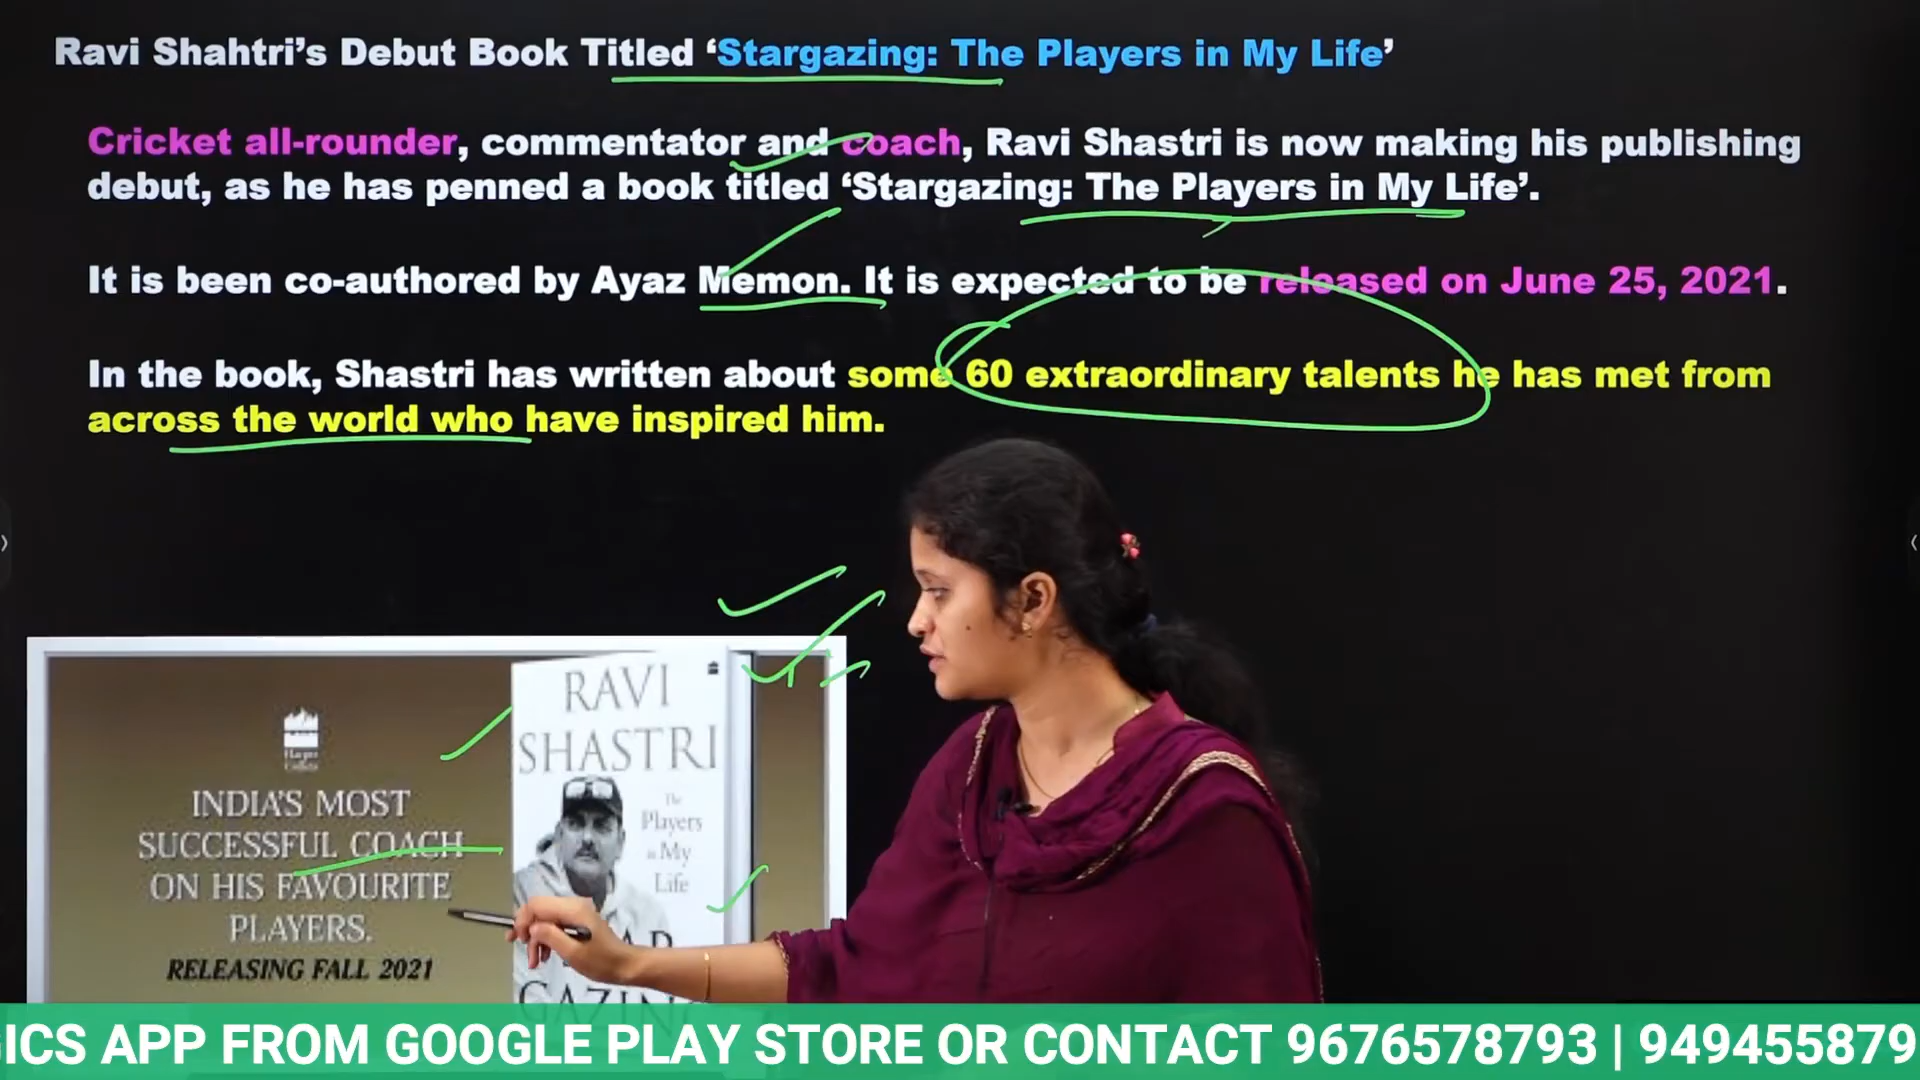 Ravi Shahtri’s Debut Book Titled ‘Stargazing: The Players in My Life’
Cricket all-rounder, commentator and coach, Ravi Shastri is now making his publishing
debut, as he has penned a book titled ‘Stargazing: The Players in My Life’.
It is been co-authored by Ayaz Memon. It is expected to be released on June 25, 2021.
In the book, Shastri has written about some 60 extraordinary talents he has met from
across the world who have inspired him.
Harper
Collins
INDIA'S MOST
SUCCESSFUL COACH
ON HIS FAVOURITE
PLAYERS.
RELEASING FALL 2021
RAVI
SHASTRI
The
Players
in My
Life
GICS APP FROM GOOGLE PLAY STORE OR CONTACT 9676578793 | 949455879